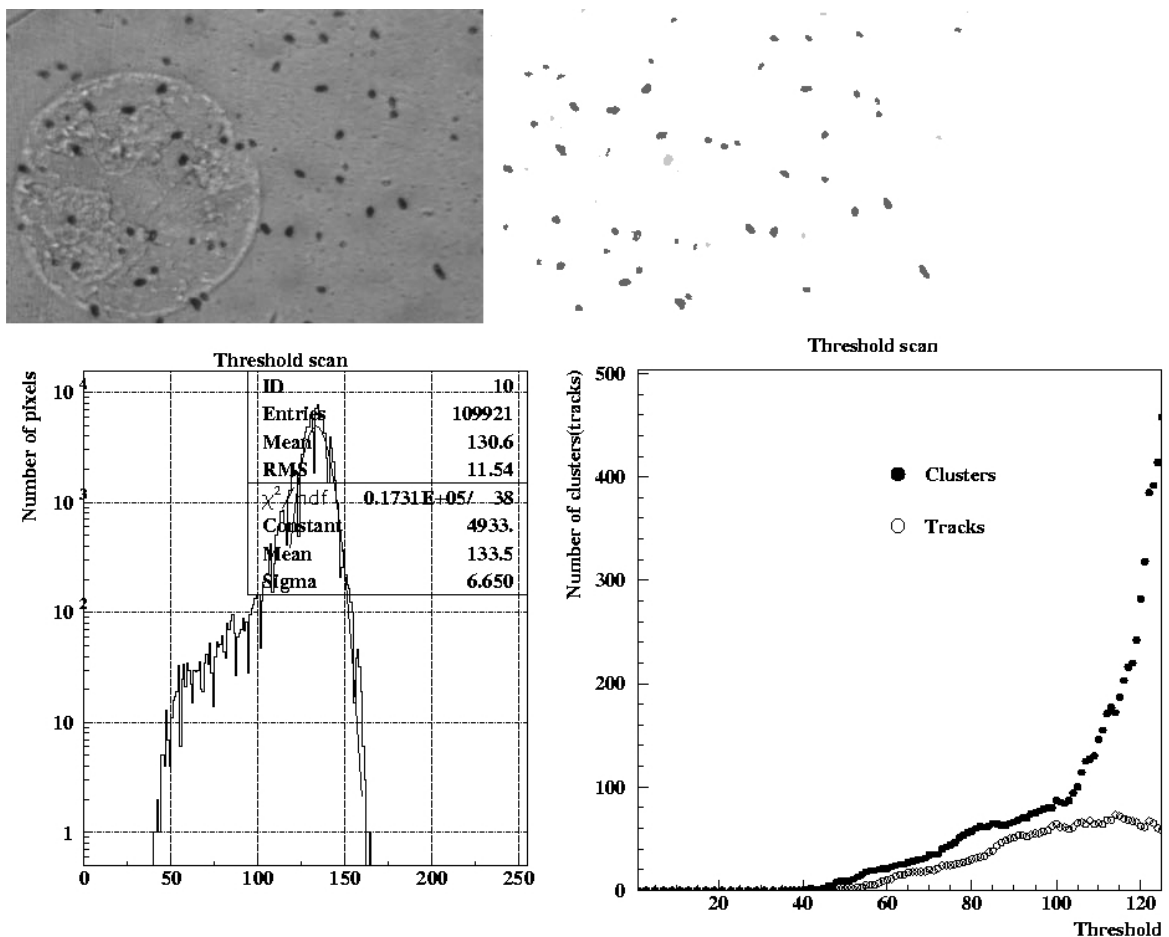 Threshold scan
Number of pixels
10⁴
10³
10²
10
1
ID 10
Entries 109921
Mean 130.6
RMS 11.54
χ²/ndf 0.1731E+05/ 38
Constant 4933.
Mean 133.5
Sigma 6.650
0 50 100 150 200 250
Threshold scan
Number of clusters(tracks)
500
400
300
200
100
0
Clusters
Tracks
20 40 60 80 100 120
Threshold